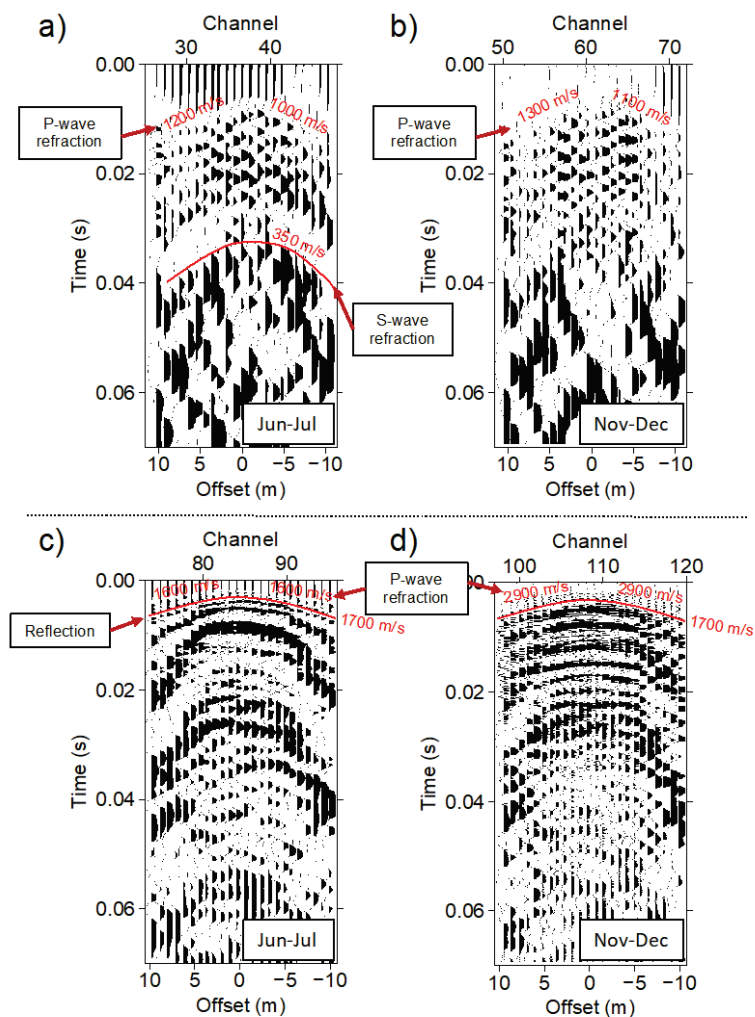 a)
Channel
30 40
0.00
0.02
0.04
0.06
Time (s)
P-wave
refraction
1200 m/s
1000 m/s
350 m/s
S-wave
refraction
Jun-Jul
10 5 0 −5 −10
Offset (m)
b)
Channel
50 60 70
0.00
0.02
0.04
0.06
Time (s)
P-wave
refraction
1300 m/s
1100 m/s
Nov-Dec
10 5 0 −5 −10
Offset (m)
c)
Channel
80 90
0.00
0.02
0.04
0.06
Time (s)
Reflection
1600 m/s
1600 m/s
1700 m/s
P-wave
refraction
Jun-Jul
10 5 0 −5 −10
Offset (m)
d)
Channel
100 110 120
0.00
0.02
0.04
0.06
Time (s)
2900 m/s
2900 m/s
1700 m/s
Nov-Dec
10 5 0 −5 −10
Offset (m)